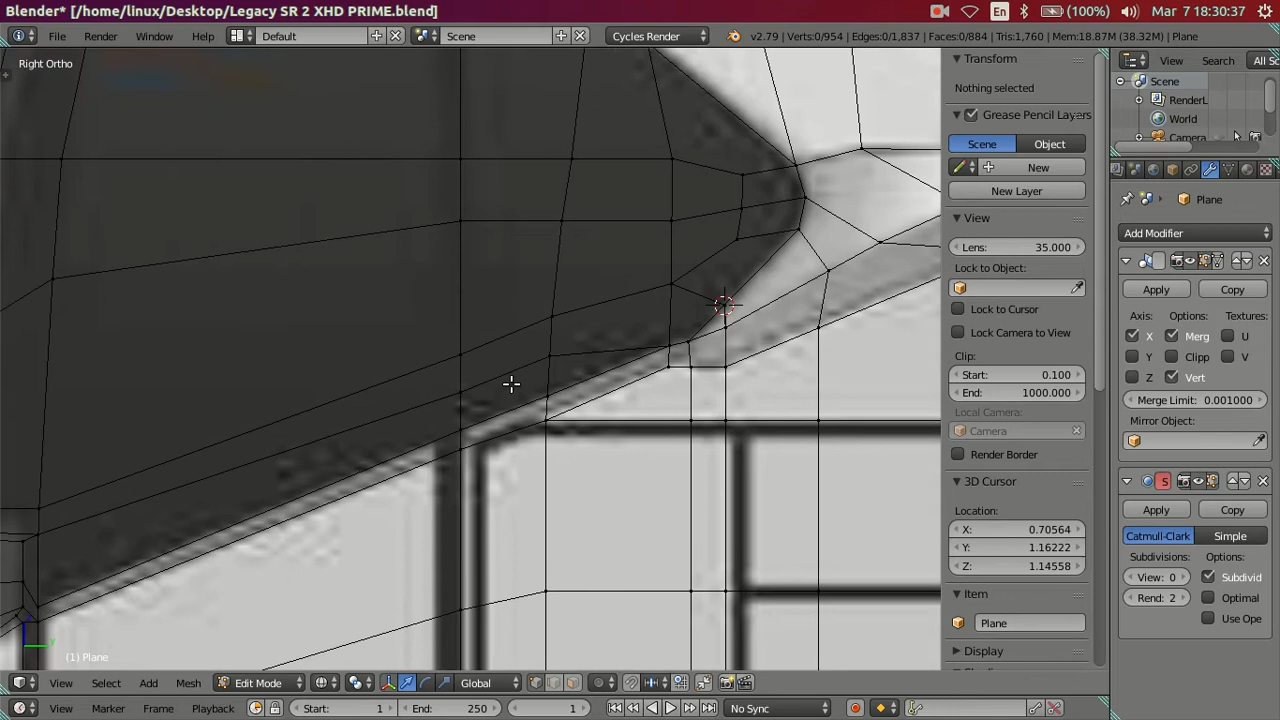 Blender* [/home/linux/Desktop/Legacy SR 2 XHD PRIME.blend]
En (100%) Mar 7 18:30:37
File Render Window Help Default Scene Cycles Render v2.79 | Verts:0/954 | Edges:0/1,837 | Faces:0/884 | Tris:1,760 | Mem:18.87M (38.32M) | Plane
Right Ortho
Transform
Nothing selected
Grease Pencil Layers
Scene Object
New
New Layer
View
Lens: 35.000
Lock to Object:
Lock to Cursor
Lock Camera to View
Clip:
Start: 0.100
End: 1000.000
Local Camera:
Camera
Render Border
3D Cursor
Location:
X: 0.70564
Y: 1.16222
Z: 1.14558
Item
Plane
Display
View Search All Sc
Scene
RenderL
World
Camera
Plane
Add Modifier
Apply Copy
Axis: Options: Textures:
X Merg U
Y Clipp V
Z Vert
Merge Limit: 0.001000
Mirror Object:
S
Apply Copy
Catmull-Clark Simple
Subdivisions: Options:
View: 0 Subdivid
Rend: 2 Optimal
Use Ope
(1) Plane
View Select Add Mesh Edit Mode Global
View Marker Frame Playback Start: 1 End: 250 1 No Sync